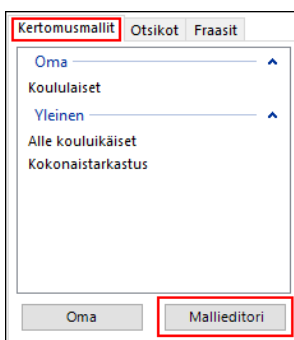 Kertomusmallit Otsikot Fraasit
Oma
Koululaiset
Yleinen
Alle kouluikäiset
Kokonaistarkastus
Oma Mallieditori